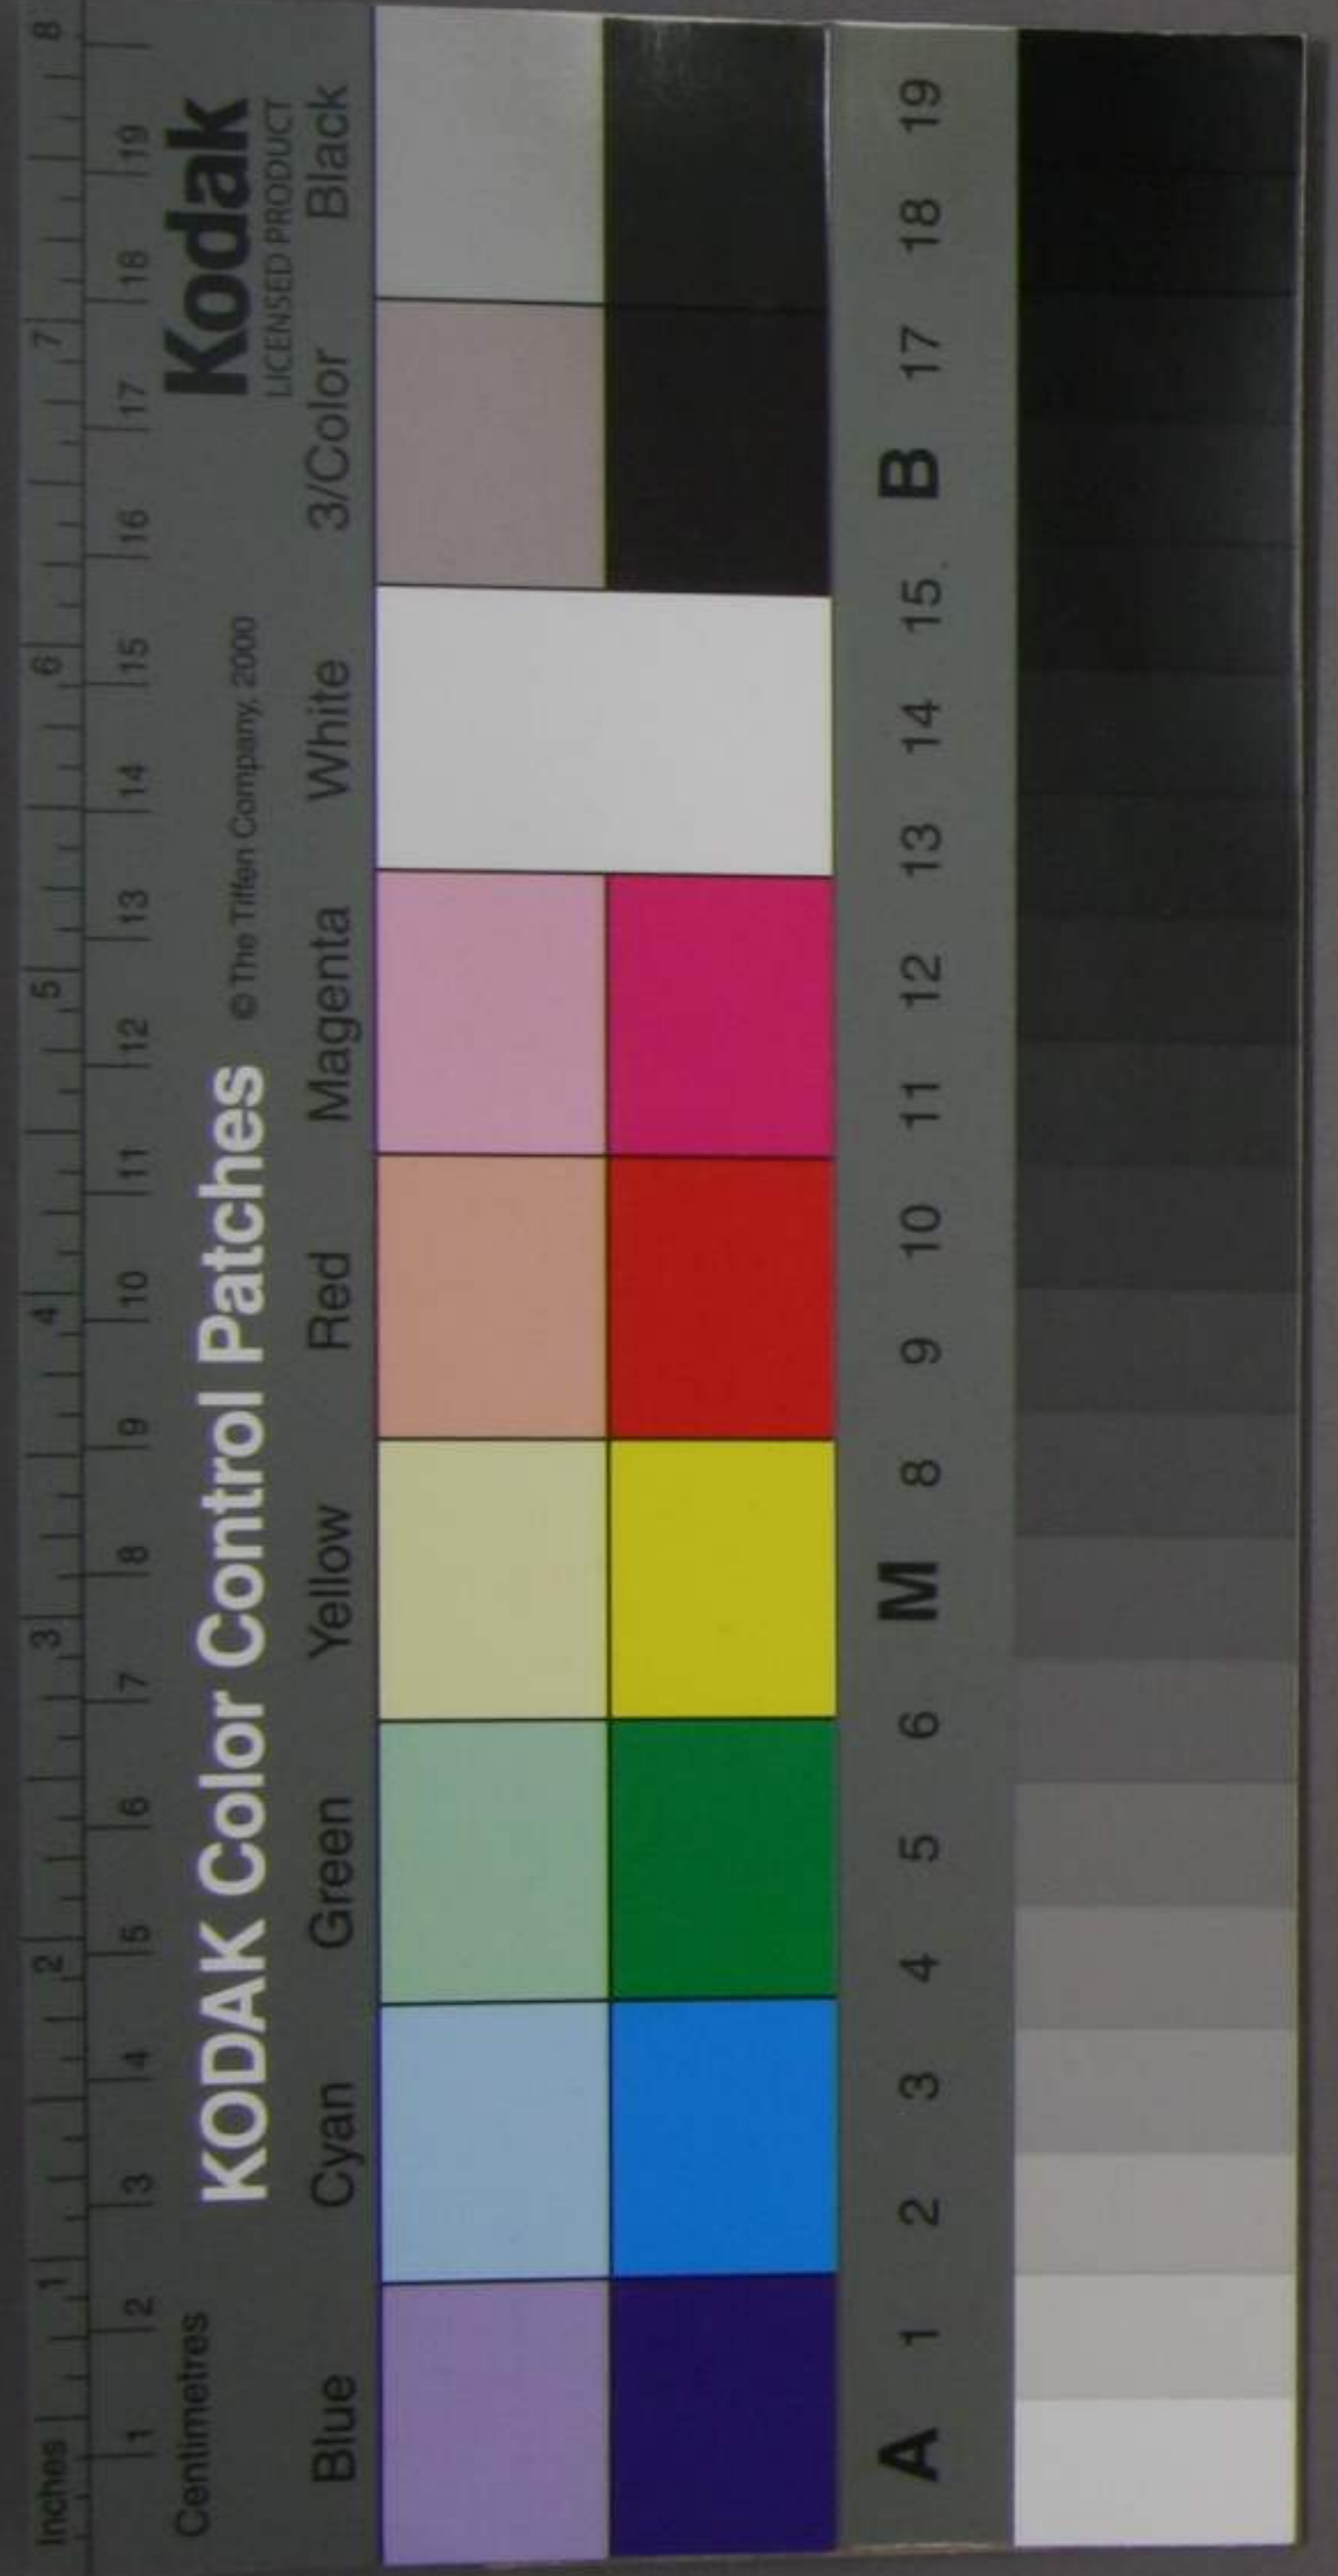 Inches 1 2 3 4 5 6 7 8
Centimetres 1 2 3 4 5 6 7 8 9 10 11 12 13 14 15 16 17 18 19
KODAK Color Control Patches © The Tiffen Company, 2000 Kodak
LICENSED PRODUCT
Blue Cyan Green Yellow Red Magenta White 3/Color Black
A 1 2 3 4 5 6 M 8 9 10 11 12 13 14 15 B 17 18 19